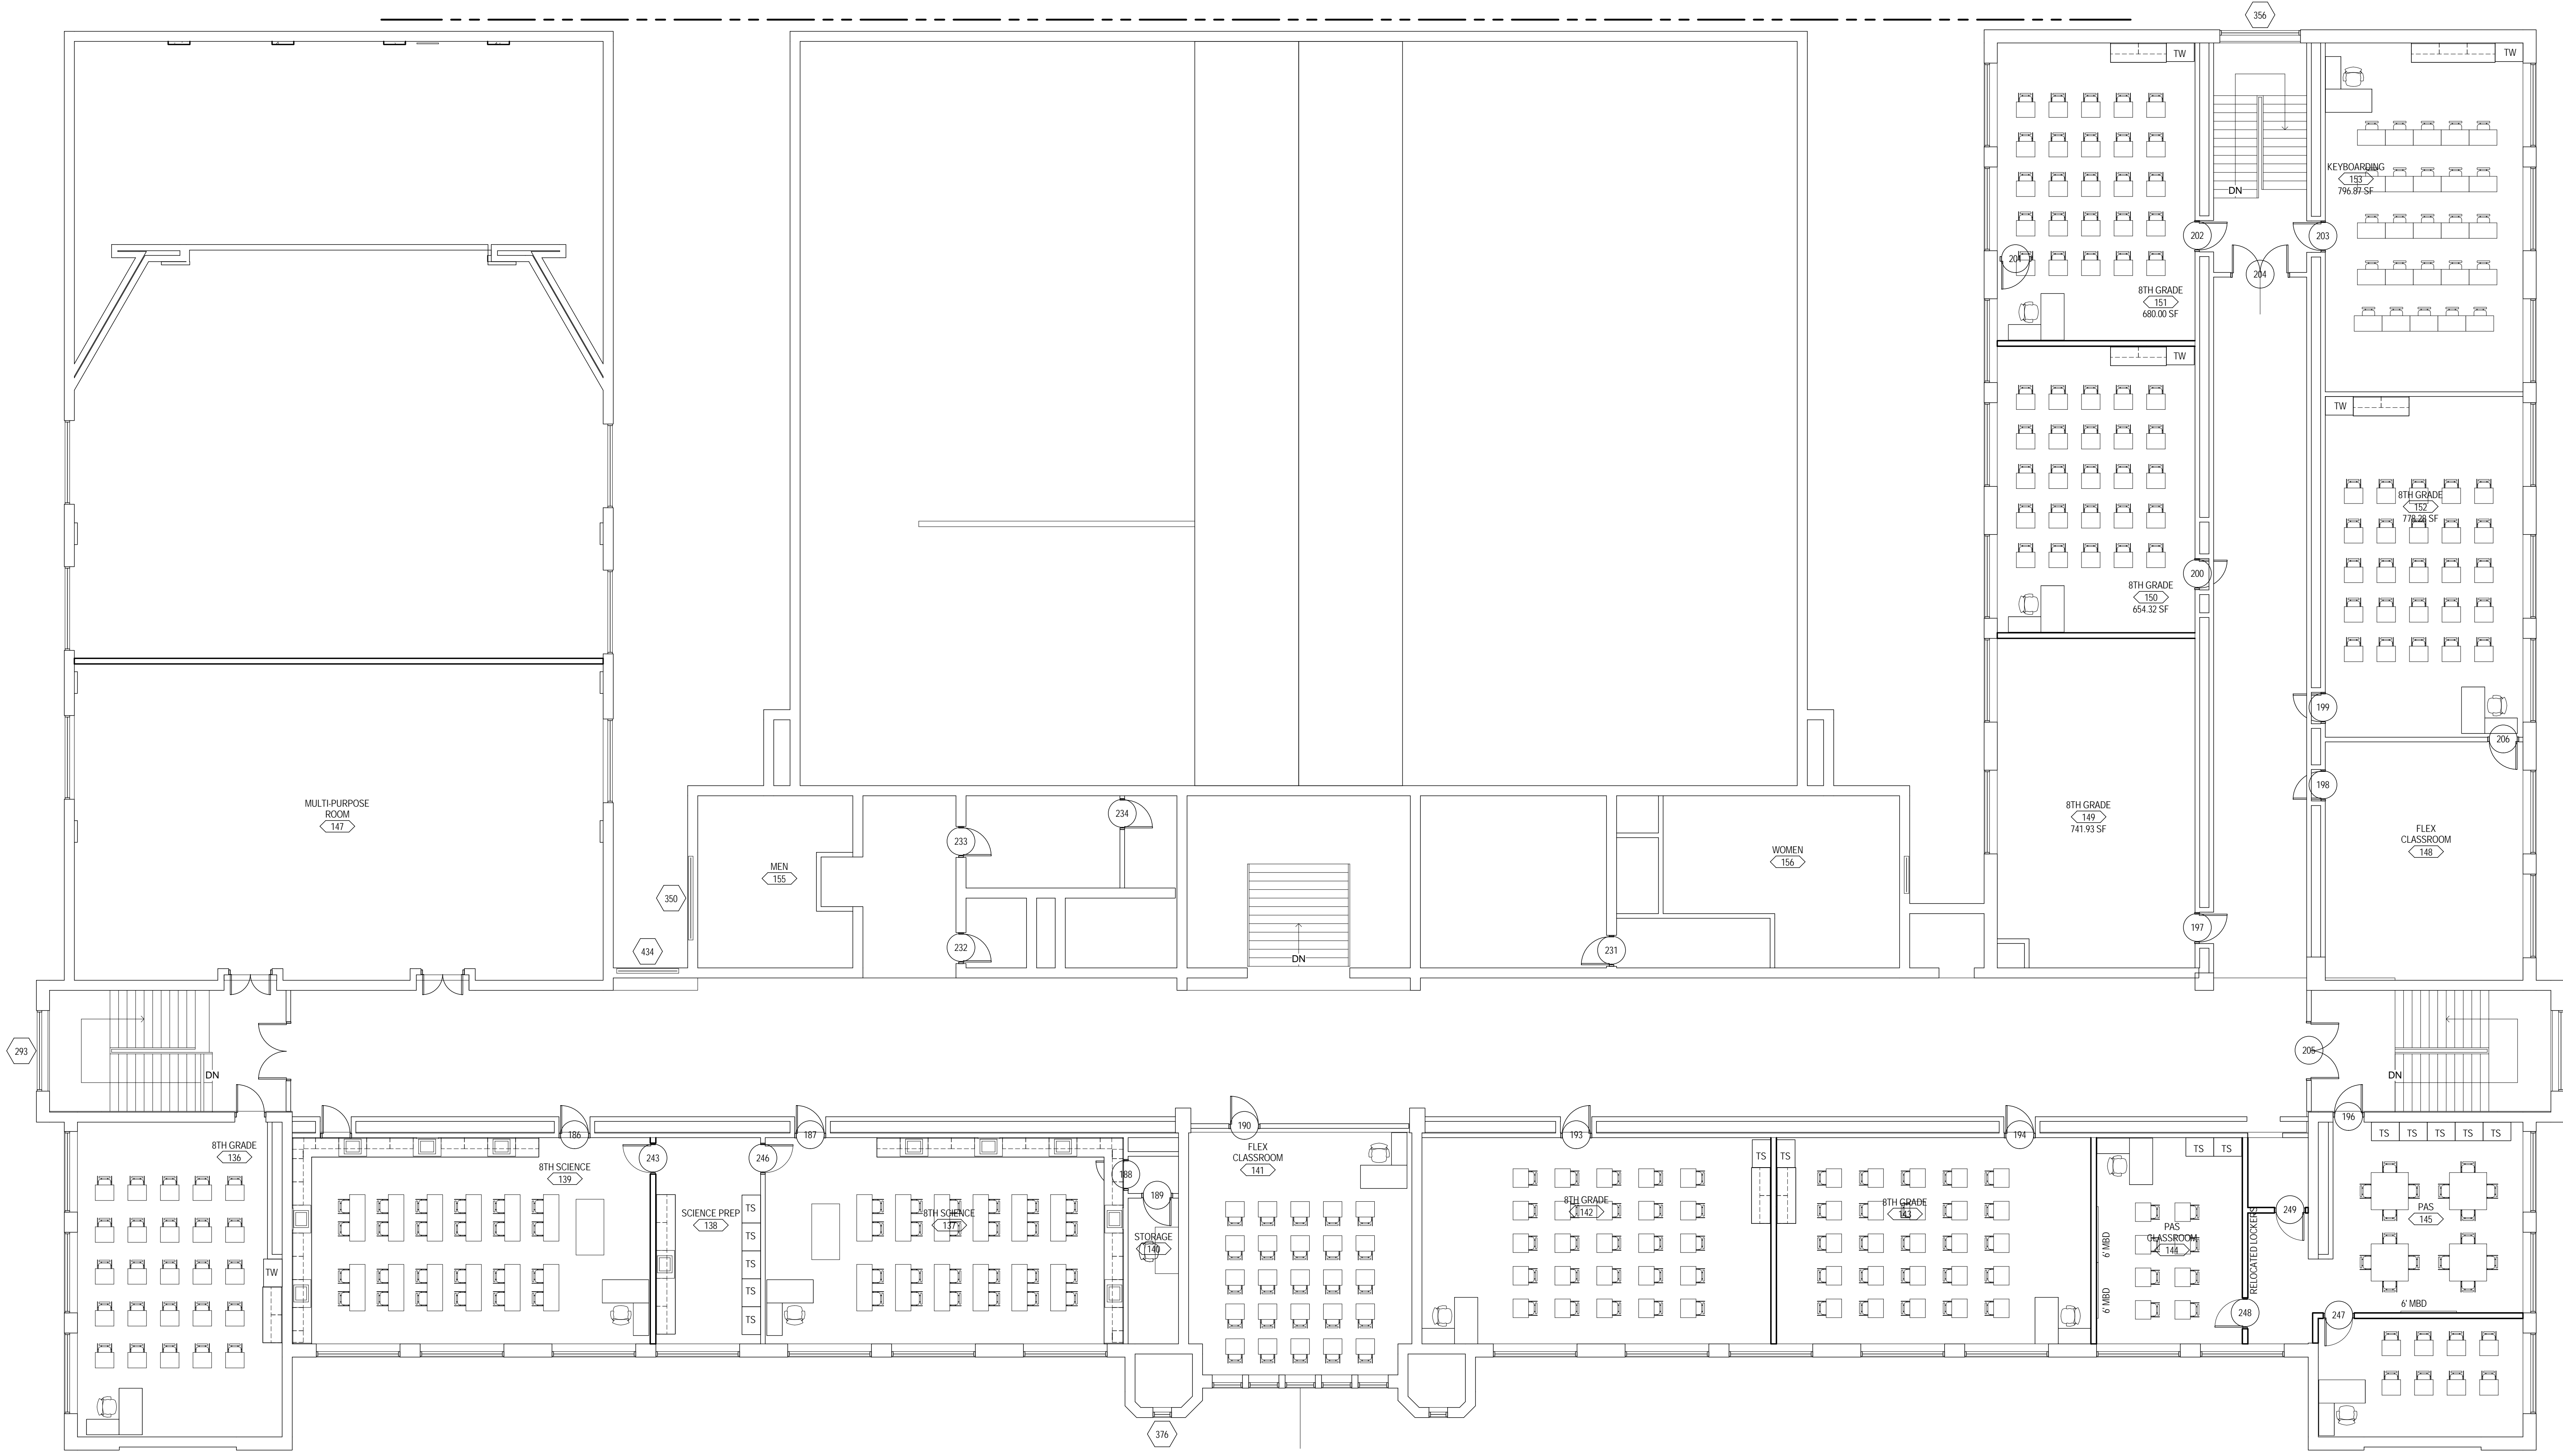 356
TW
TW
KEYBOARDING
153
796.87 SF
DN
202
203
201
204
8TH GRADE
151
680.00 SF
TW
TW
8TH GRADE
152
778.28 SF
200
8TH GRADE
150
654.32 SF
199
206
198
MULTI-PURPOSE
ROOM
147
234
233
8TH GRADE
149
741.93 SF
FLEX
CLASSROOM
148
WOMEN
156
MEN
155
350
434
232
231
197
DN
293
DN
205
DN
196
186
187
190
193
194
TS
TS
TS
TS
TS
8TH GRADE
136
243
246
FLEX
CLASSROOM
141
TS
TS
TS
TS
8TH SCIENCE
139
188
189
SCIENCE PREP
138
TS
TS
TS
TS
TS
8TH SCIENCE
137
STORAGE
140
8TH GRADE
142
8TH GRADE
143
PAS
CLASSROOM
144
6' MBD
6' MBD
RELOCATED LOCKERS
249
PAS
145
TW
248
247
6' MBD
376